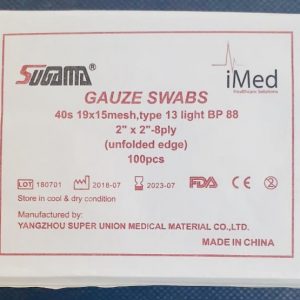 SUGAMA iMed
Healthcare Solutions
GAUZE SWABS
40s 19x15mesh,type 13 light BP 88
2" x 2"-8ply
(unfolded edge)
100pcs
LOT 180701 2018-07 2023-07 FDA CE
Store in cool & dry condition
Manufactured by:
YANGZHOU SUPER UNION MEDICAL MATERIAL CO.,LTD.
MADE IN CHINA